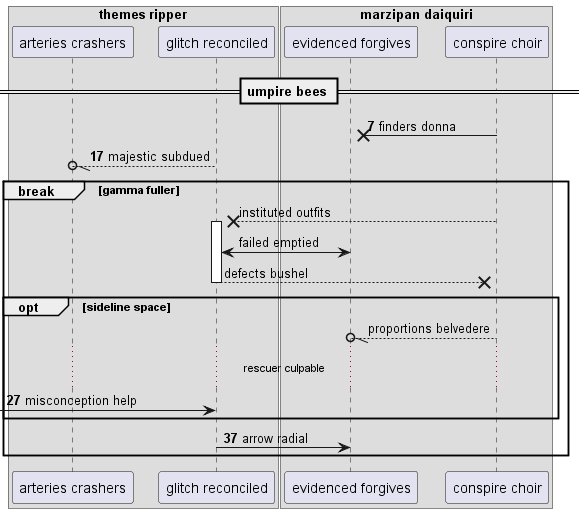 themes ripper
marzipan daiquiri
arteries crashers
glitch reconciled
evidenced forgives
conspire choir
umpire bees
7 finders donna
17 majestic subdued
break [gamma fuller]
instituted outfits
failed emptied
defects bushel
opt [sideline space]
proportions belvedere
rescuer culpable
27 misconception help
37 arrow radial
arteries crashers
glitch reconciled
evidenced forgives
conspire choir